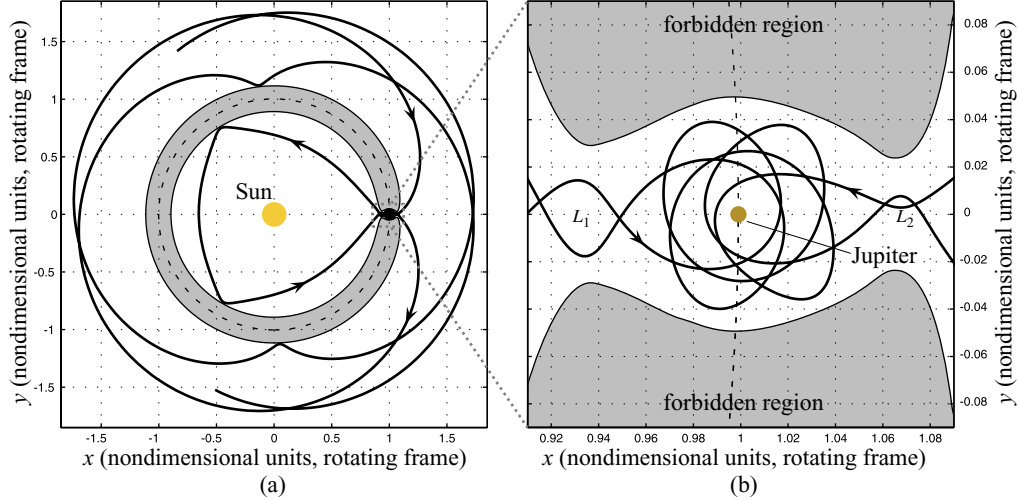 y (nondimensional units, rotating frame)
1.5
1
0.5
0
-0.5
-1
-1.5
Sun
-1.5
-1
-0.5
0
0.5
1
1.5
x (nondimensional units, rotating frame)
(a)
forbidden region
L1
L2
Jupiter
forbidden region
0.08
0.06
0.04
0.02
0
-0.02
-0.04
-0.06
-0.08
y (nondimensional units, rotating frame)
0.92
0.94
0.96
0.98
1
1.02
1.04
1.06
1.08
x (nondimensional units, rotating frame)
(b)